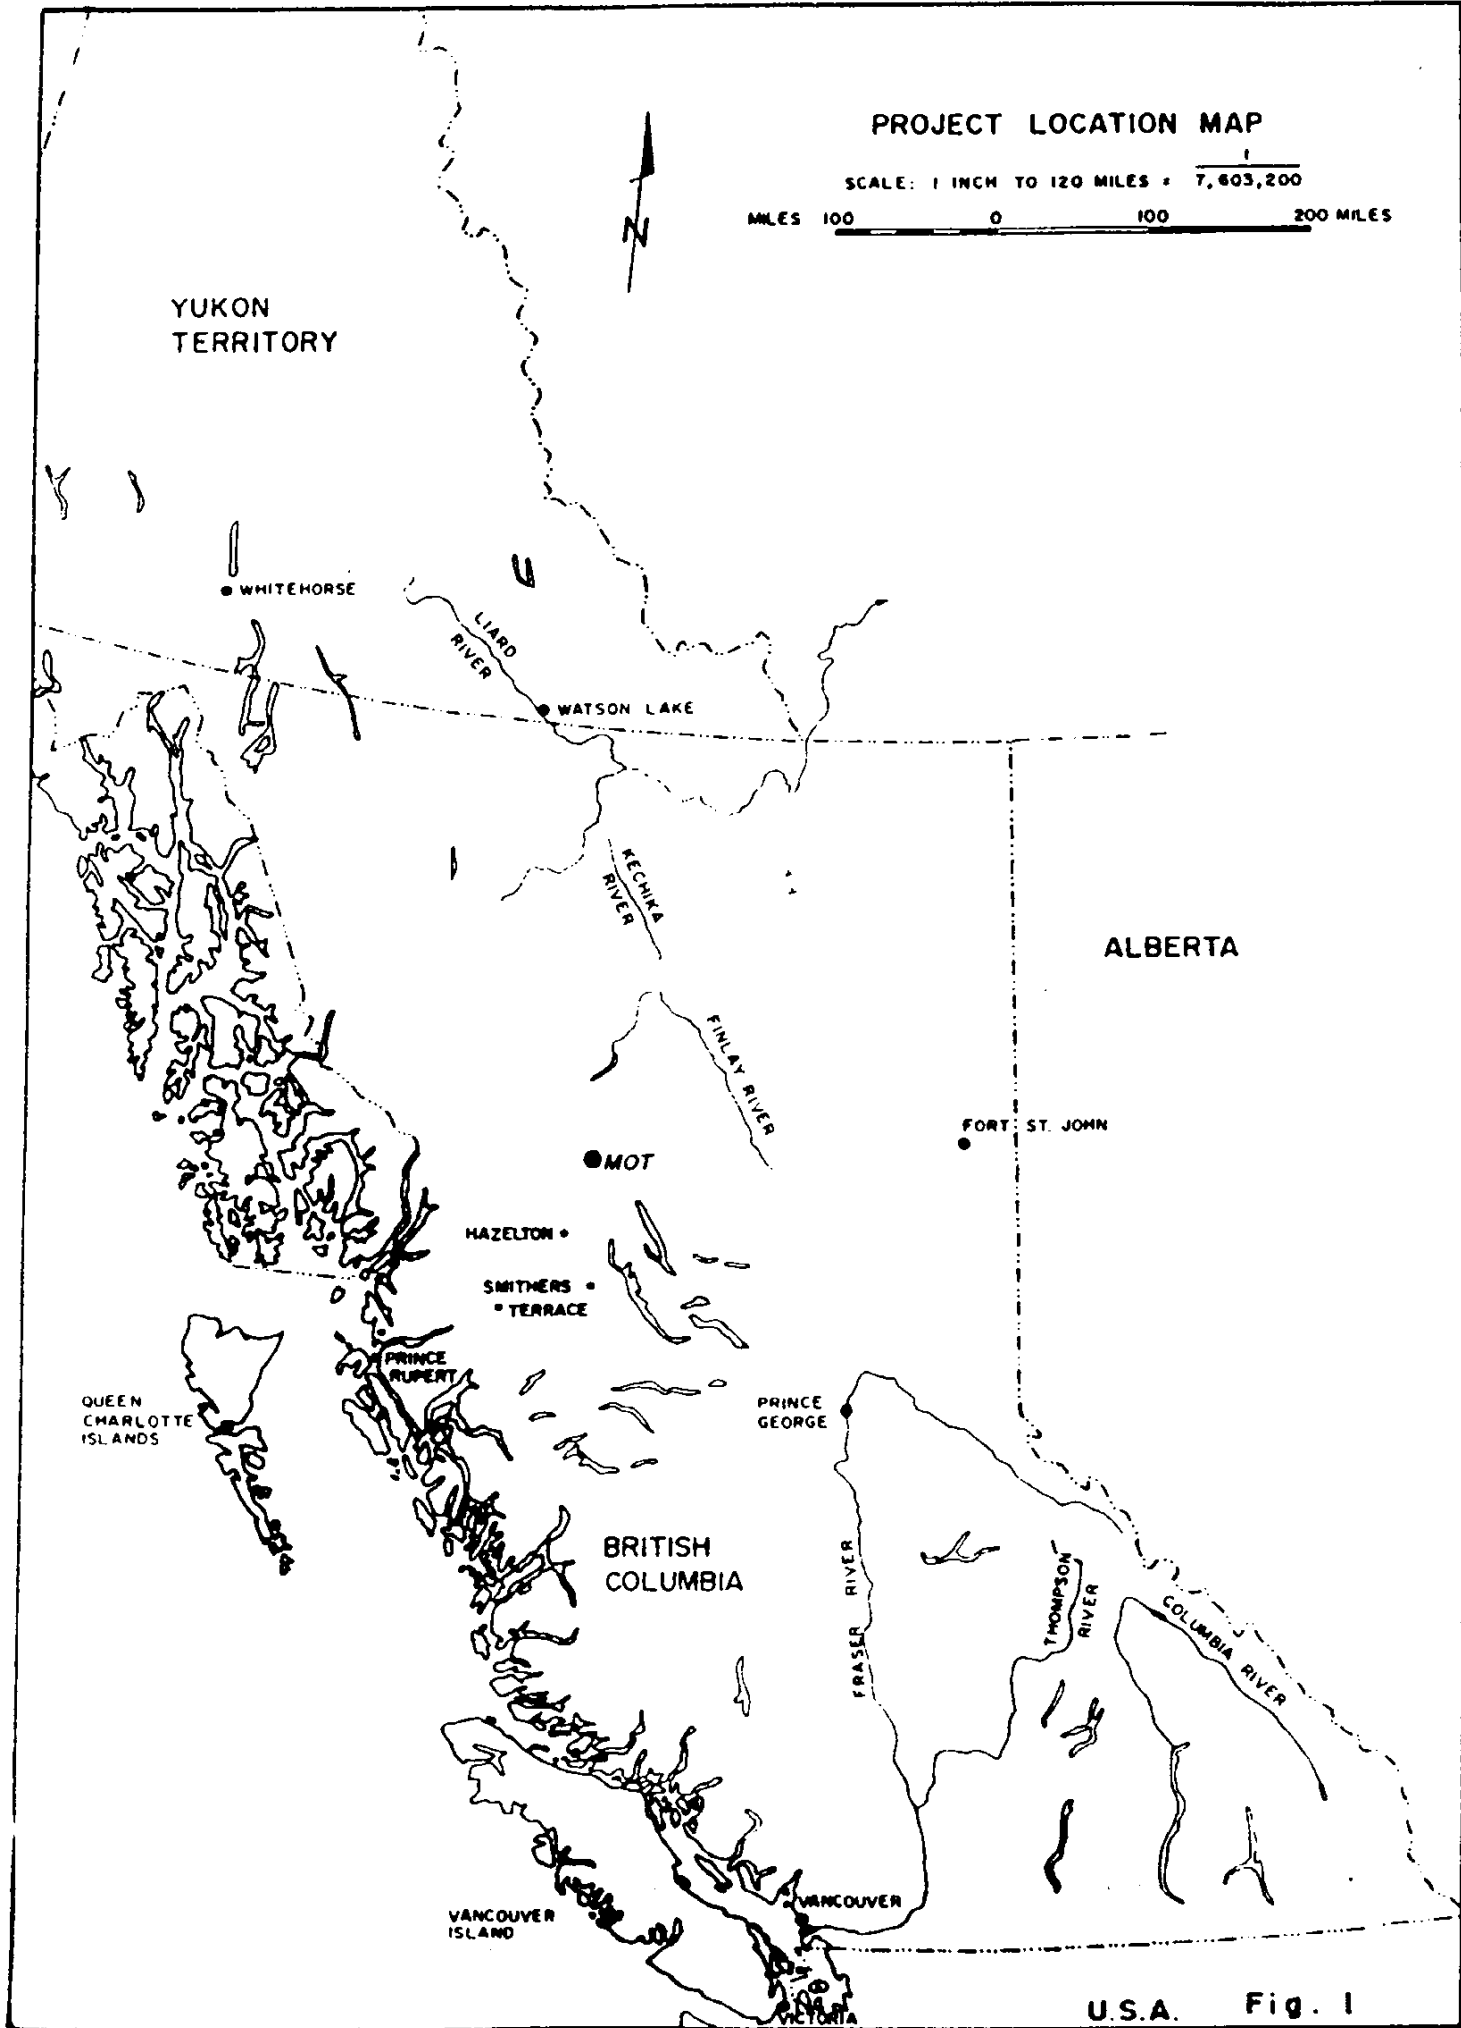 PROJECT LOCATION MAP
SCALE: 1 INCH TO 120 MILES = 1/7,603,200
MILES 100 0 100 200 MILES
N
YUKON
TERRITORY
WHITEHORSE
LIARD
RIVER
WATSON LAKE
KECHIKA
RIVER
ALBERTA
FINLAY RIVER
FORT ST. JOHN
MOT
HAZELTON
SMITHERS
TERRACE
PRINCE
RUPERT
QUEEN
CHARLOTTE
ISLANDS
PRINCE
GEORGE
BRITISH
COLUMBIA
FRASER RIVER
THOMPSON
RIVER
COLUMBIA RIVER
VANCOUVER
VANCOUVER
ISLAND
VICTORIA
U.S.A.
Fig. 1